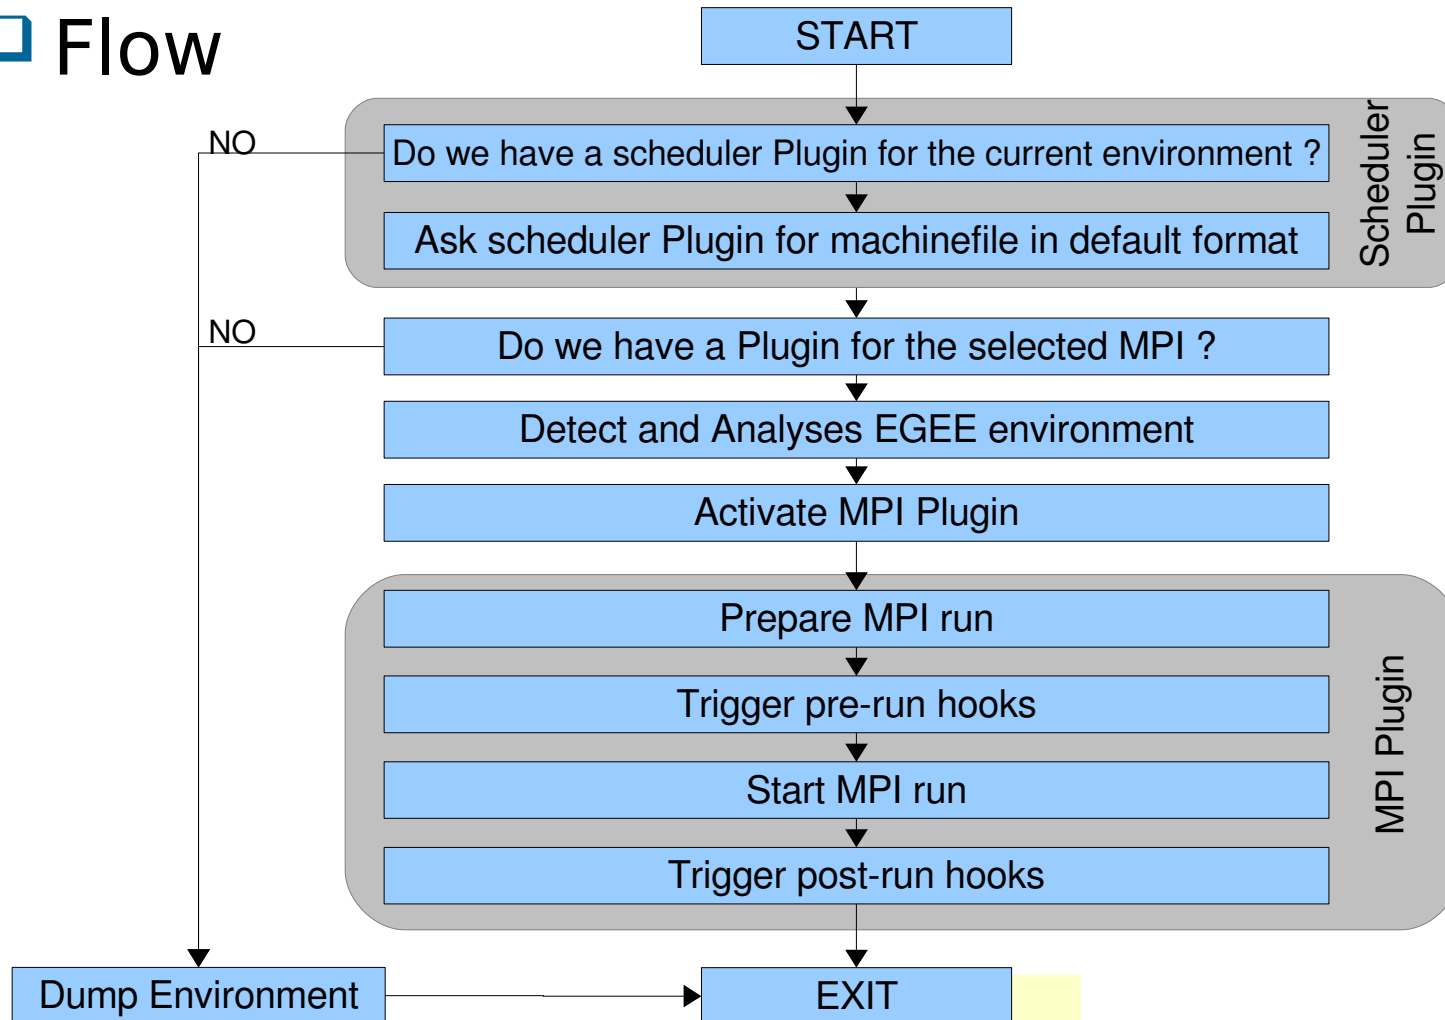 Flow
START
NO
Do we have a scheduler Plugin for the current environment ?
Ask scheduler Plugin for machinefile in default format
Scheduler
Plugin
NO
Do we have a Plugin for the selected MPI ?
Detect and Analyses EGEE environment
Activate MPI Plugin
Prepare MPI run
Trigger pre-run hooks
Start MPI run
Trigger post-run hooks
MPI Plugin
Dump Environment
EXIT